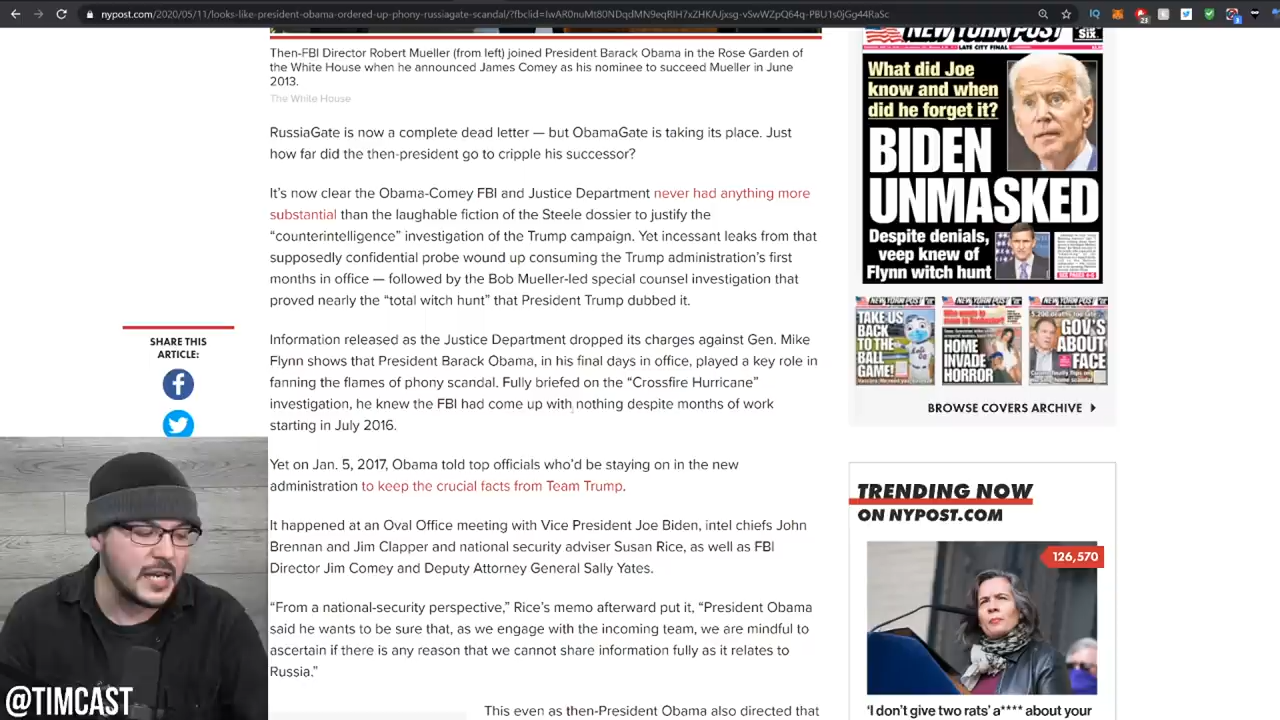 nypost.com/2020/05/11/looks-like-president-obama-ordered-up-phony-russiagate-scandal/?fbclid=IwAR0nuMt80NDqdMN9eqRIH7xZHKAJjxsg-vSwWZpQ64q-PBU1s0jGg44RaSc
The FBI Director Robert Mueller (from left) joined President Barack Obama in the Rose Garden of
the White House when he announced James Comey as his nominee to succeed Mueller in June
2013.
The White House
RussiaGate is now a complete dead letter — but ObamaGate is taking its place. Just
how far did the then-president go to cripple his successor?
It's now clear the Obama-Comey FBI and Justice Department never had anything more
substantial than the laughable fiction of the Steele dossier to justify the
“counterintelligence” investigation of the Trump campaign. Yet incessant leaks from that
supposedly confidential probe wound up consuming the Trump administration's first
months in office — followed by the Bob Mueller-led special counsel investigation that
proved nearly the “total witch hunt” that President Trump dubbed it.
Information released as the Justice Department dropped its charges against Gen. Mike
Flynn shows that President Barack Obama, in his final days in office, played a key role in
fanning the flames of phony scandal. Fully briefed on the “Crossfire Hurricane”
investigation, he knew the FBI had come up with nothing despite months of work
starting in July 2016.
Yet on Jan. 5, 2017, Obama told top officials who'd be staying on in the new
administration to keep the crucial facts from Team Trump.
It happened at an Oval Office meeting with Vice President Joe Biden, intel chiefs John
Brennan and Jim Clapper and national security adviser Susan Rice, as well as FBI
Director Jim Comey and Deputy Attorney General Sally Yates.
“From a national-security perspective,” Rice's memo afterward put it, “President Obama
said he wants to be sure that, as we engage with the incoming team, we are mindful to
ascertain if there is any reason that we cannot share information fully as it relates to
Russia.”
This even as then-President Obama also directed that
SHARE THIS
ARTICLE:
@TIMCAST
NEW YORK POST
LATE CITY FINAL
SIX
What did Joe
know and when
did he forget it?
BIDEN
UNMASKED
Despite denials,
veep knew of
Flynn witch hunt
NEW YORK POST
TAKE US
BACK
TO THE
BALL
GAME!
NEW YORK POST
HOME
INVADE
HORROR
NEW YORK POST
GOV'S
ABOUT
FACE
BROWSE COVERS ARCHIVE
TRENDING NOW
ON NYPOST.COM
126,570
'I don't give two rats' a**** about your